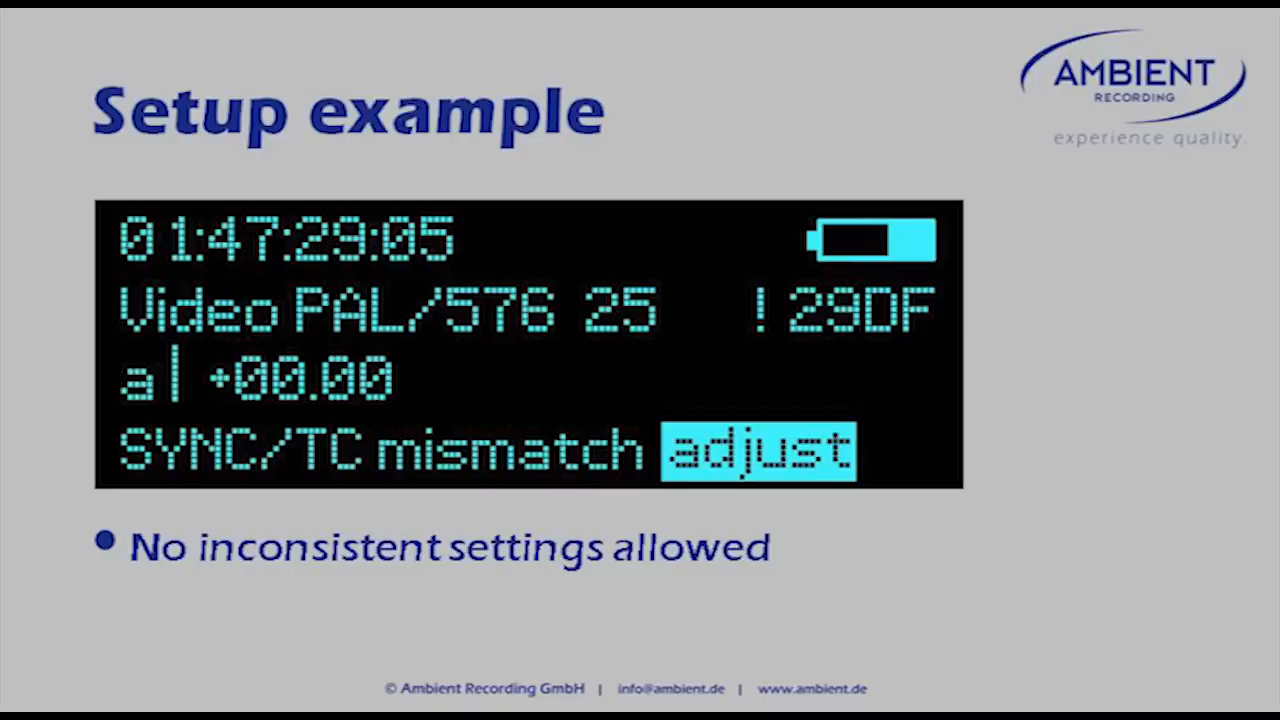 AMBIENT
RECORDING
experience quality.
Setup example
01:47:29:05
Video PAL/576 25 ! 29DF
a| +00.00
SYNC/TC mismatch adjust
• No inconsistent settings allowed
© Ambient Recording GmbH | info@ambient.de | www.ambient.de